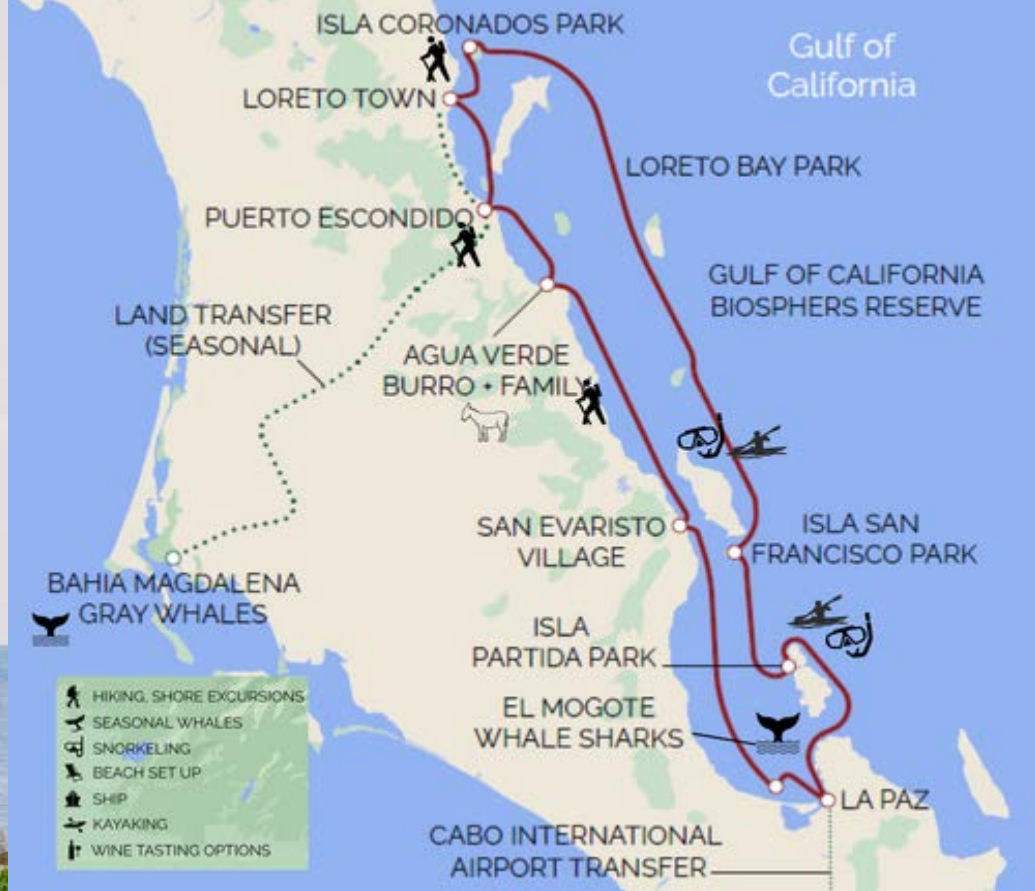 ISLA CORONADOS PARK
Gulf of
California
LORETO TOWN
LORETO BAY PARK
PUERTO ESCONDIDO
GULF OF CALIFORNIA
BIOSPHERS RESERVE
LAND TRANSFER
(SEASONAL)
AGUA VERDE
BURRO + FAMILY
SAN EVARISTO
VILLAGE
ISLA SAN
FRANCISCO PARK
BAHIA MAGDALENA
GRAY WHALES
ISLA
PARTIDA PARK
EL MOGOTE
WHALE SHARKS
LA PAZ
CABO INTERNATIONAL
AIRPORT TRANSFER
HIKING, SHORE EXCURSIONS
SEASONAL WHALES
SNORKELING
BEACH SET UP
SHIP
KAYAKING
WINE TASTING OPTIONS